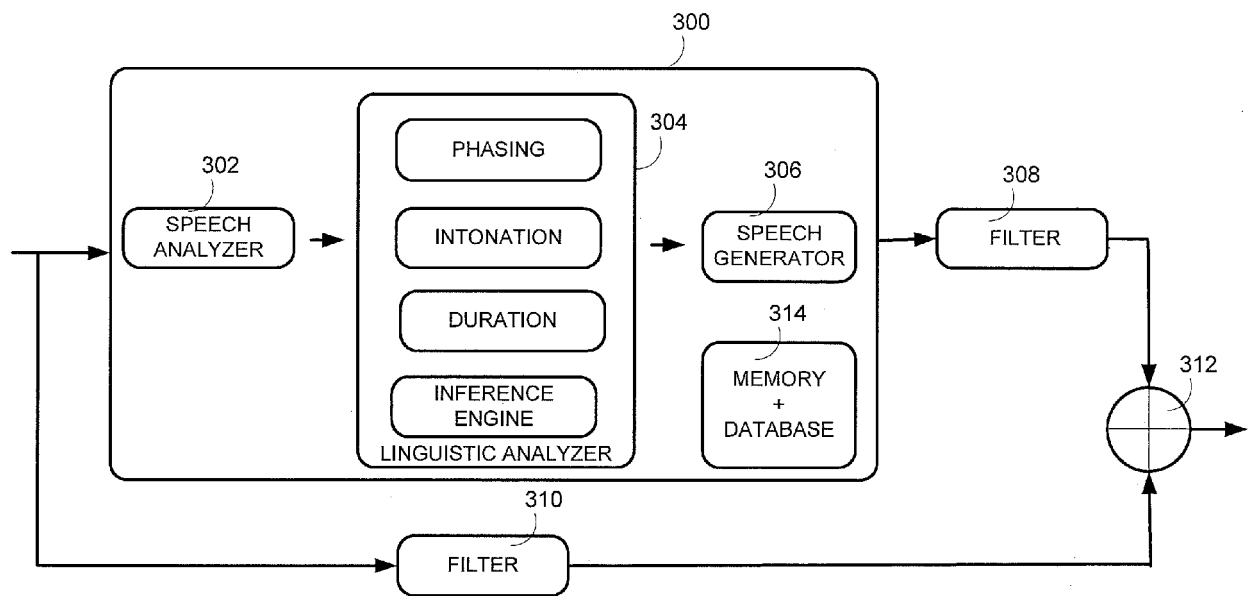 300
302
SPEECH
ANALYZER
304
PHASING
INTONATION
DURATION
INFERENCE
ENGINE
LINGUISTIC ANALYZER
306
SPEECH
GENERATOR
314
MEMORY
+
DATABASE
308
FILTER
312
310
FILTER